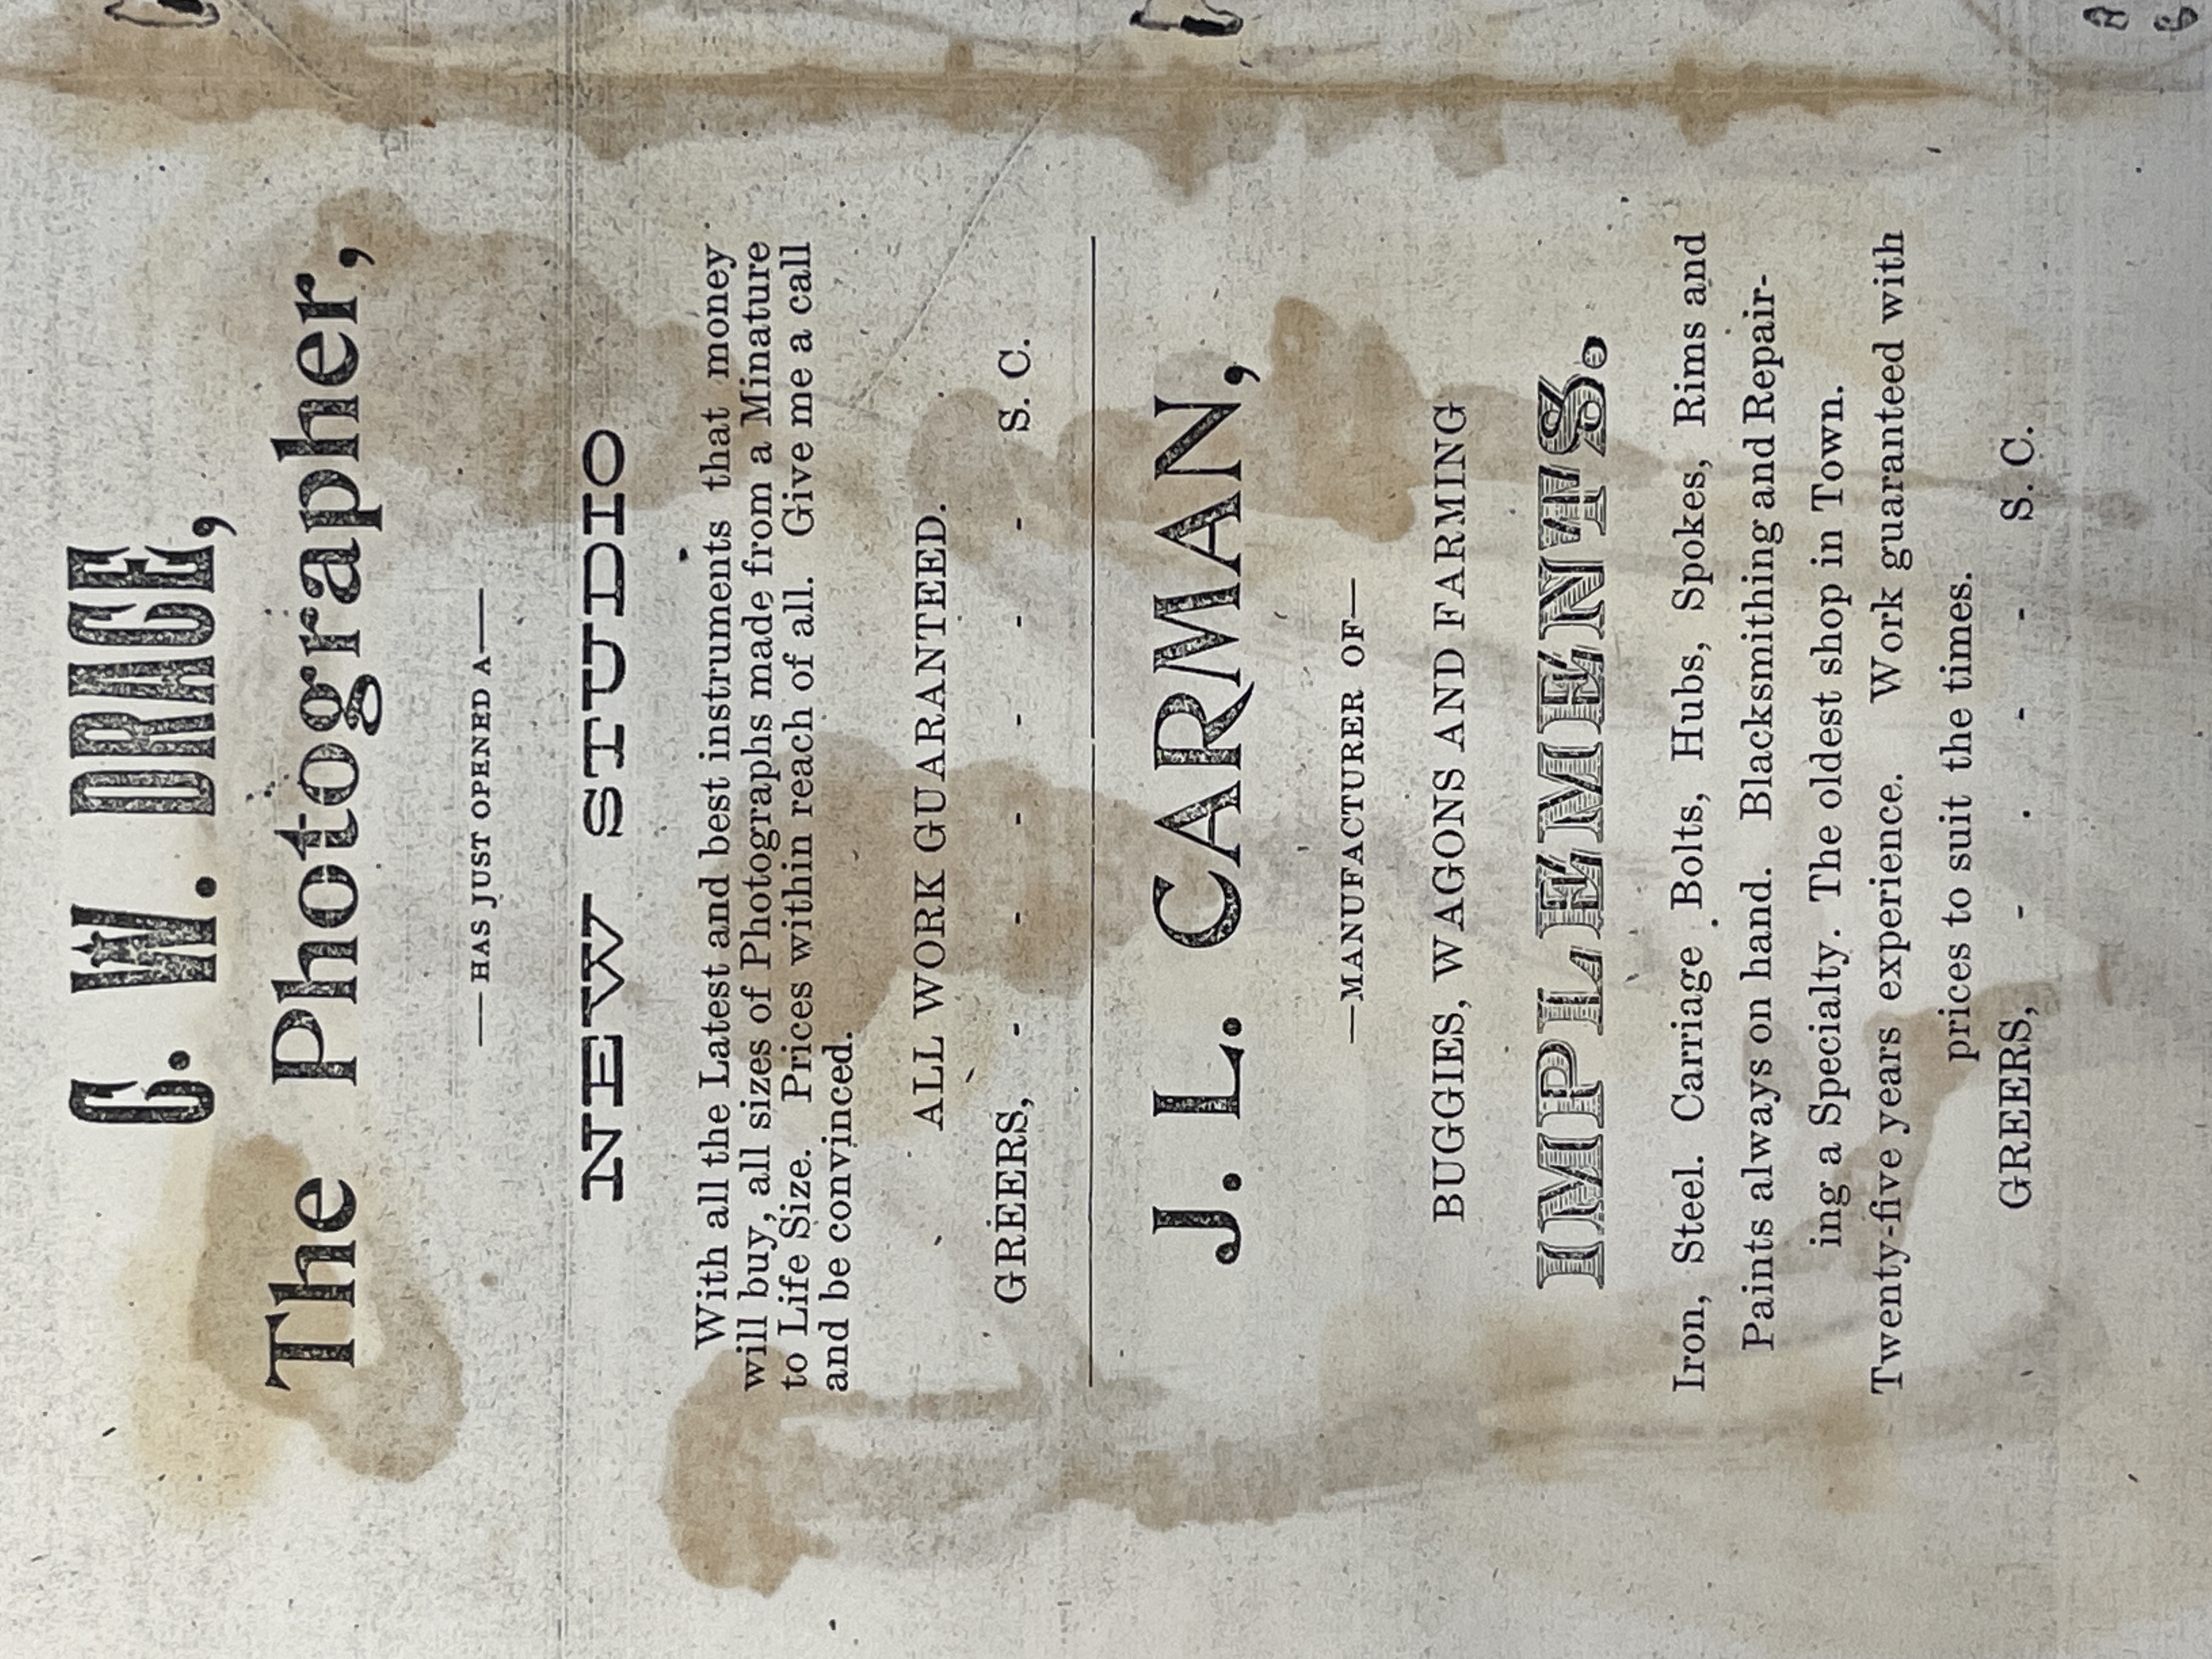 C. W. DRACE,
The Photographer,
—HAS JUST OPENED A—
NEW STUDIO
With all the Latest and best instruments that money
will buy, all sizes of Photographs made from a Minature
to Life Size. Prices within reach of all. Give me a call
and be convinced.
ALL WORK GUARANTEED.
GREERS, - - - - - - S. C.
J. L. CARMAN,
—MANUFACTURER OF—
BUGGIES, WAGONS AND FARMING
IMPLEMENTS.
Iron, Steel. Carriage Bolts, Hubs, Spokes, Rims and
Paints always on hand. Blacksmithing and Repair-
ing a Specialty. The oldest shop in Town.
Twenty-five years experience. Work guaranteed with
prices to suit the times.
GREERS, - . - - S. C.